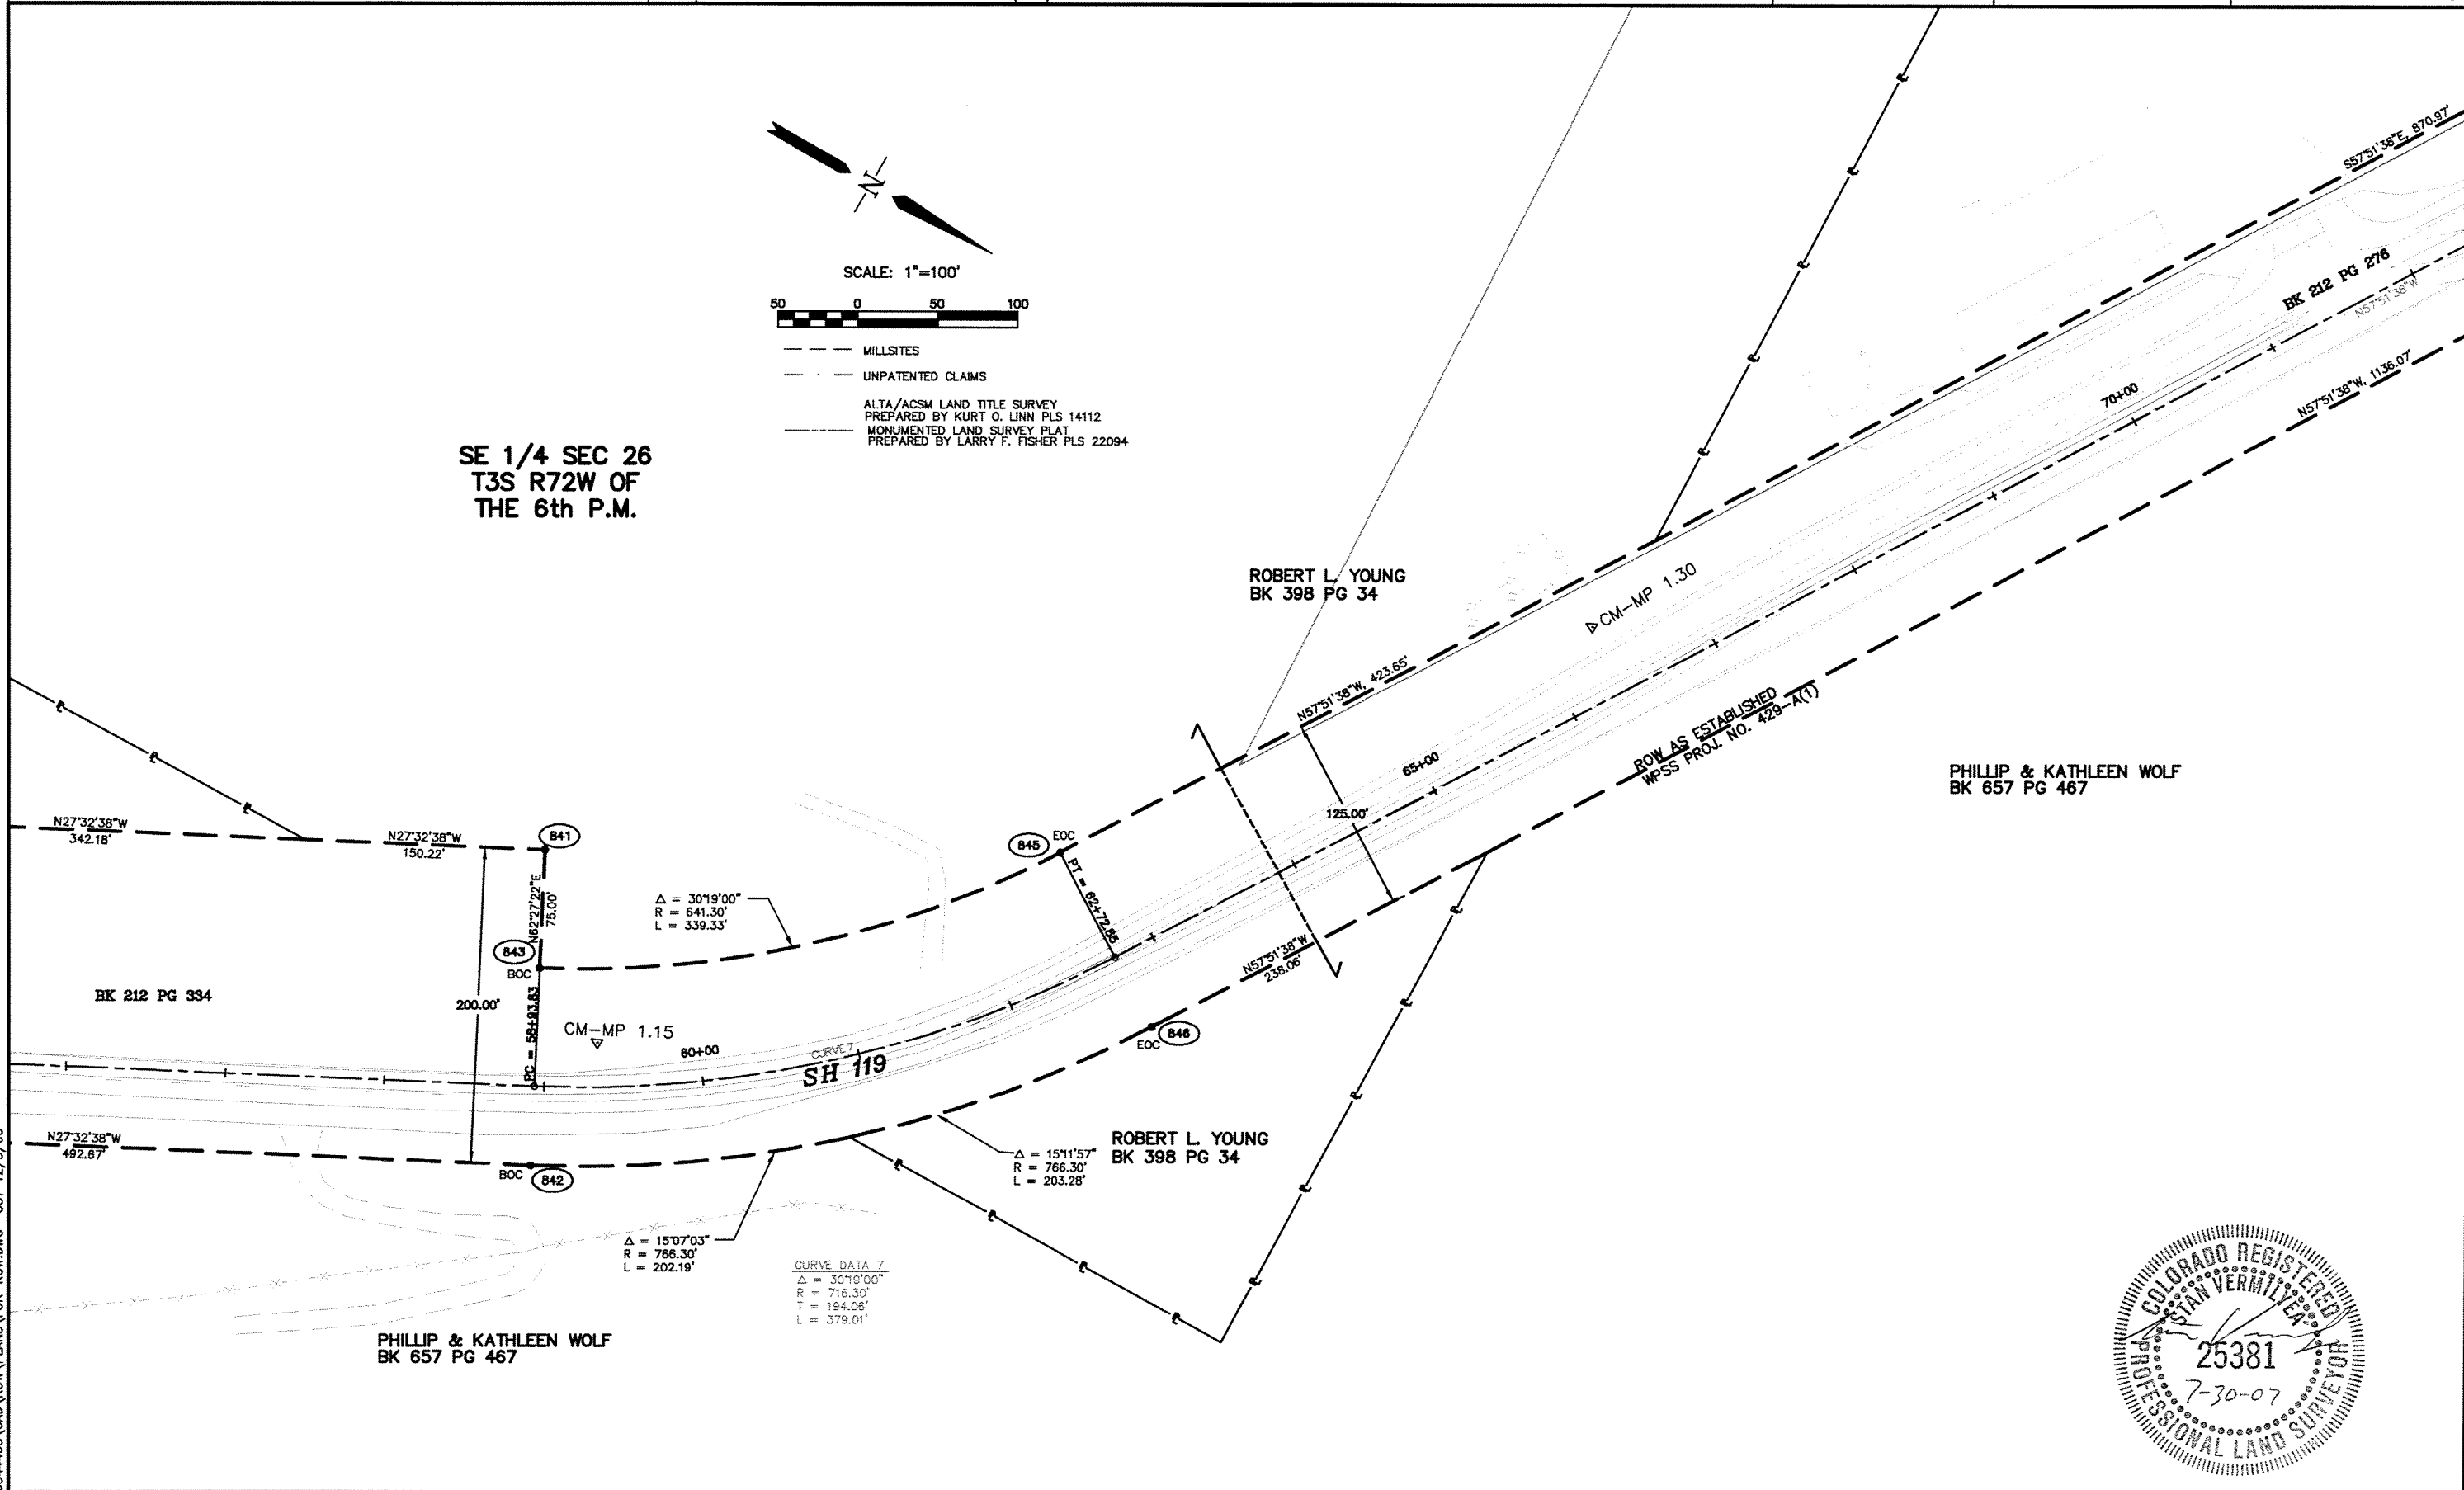 N
SCALE: 1"=100'
50 0 50 100
MILLSITES
UNPATENTED CLAIMS
ALTA/ACSM LAND TITLE SURVEY
PREPARED BY KURT O. LINN PLS 14112
MONUMENTED LAND SURVEY PLAT
PREPARED BY LARRY F. FISHER PLS 22094
SE 1/4 SEC 26
T3S R72W OF
THE 6th P.M.
S57°51'38"E, 870.97'
BK 212 PG 276
N57°51'38"W
N57°51'38"W, 1136.07'
70+00
ROBERT L. YOUNG
BK 398 PG 34
CM-MP 1.30
N57°51'38"W, 423.65'
ROW AS ESTABLISHED
WPSS PROJ. NO. 429-A(1)
65+00
125.00'
PHILLIP & KATHLEEN WOLF
BK 657 PG 467
N27°32'38"W
342.18'
N27°32'38"W
150.22'
841
845
EOC
PT = 62+72.85
N62°27'22"E
75.00'
Δ = 30°19'00"
R = 641.30'
L = 339.33'
843
BOC
N57°51'38"W
238.06'
BK 212 PG 334
200.00'
PC = 58+93.83
CM-MP 1.15
60+00
CURVE 7
SH 119
EOC
846
N27°32'38"W
492.67'
BOC
842
Δ = 15°11'57"
R = 766.30'
L = 203.28'
ROBERT L. YOUNG
BK 398 PG 34
Δ = 15°07'03"
R = 766.30'
L = 202.19'
CURVE DATA 7
Δ = 30°19'00"
R = 716.30'
T = 194.06'
L = 379.01'
PHILLIP & KATHLEEN WOLF
BK 657 PG 467
COLORADO REGISTERED
STAN VERMILYEA
25381
7-30-07
PROFESSIONAL LAND SURVEYOR